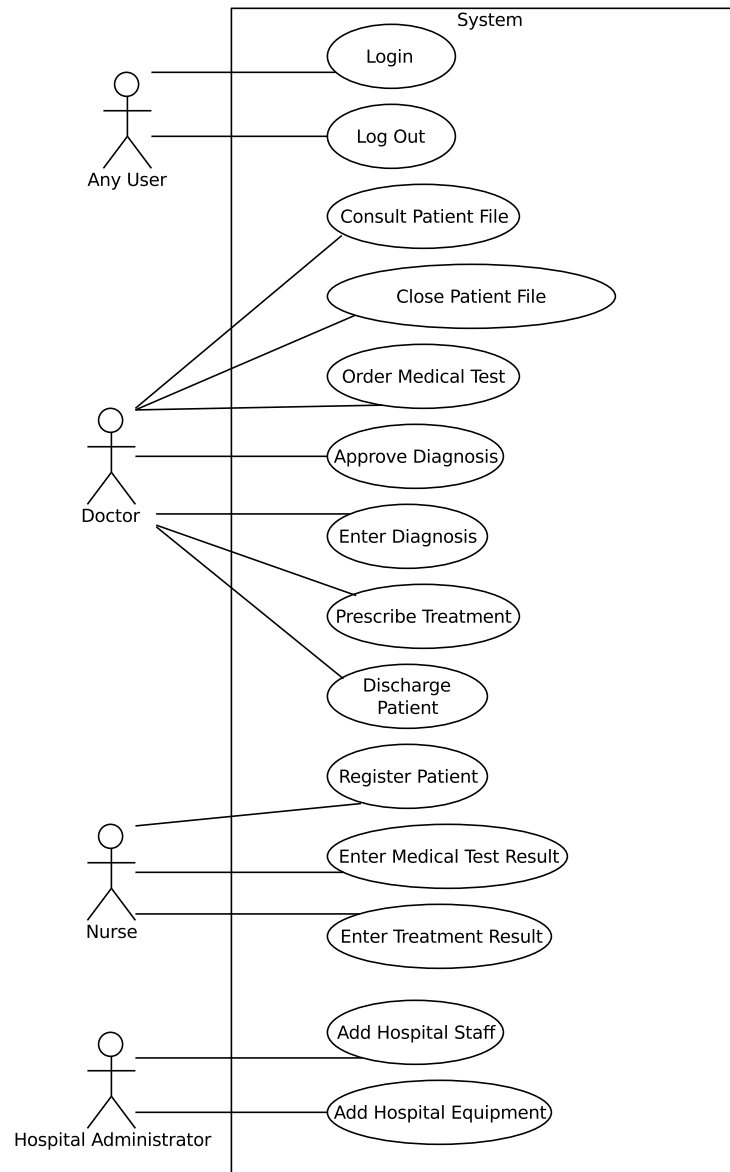 System
Login
Log Out
Any User
Consult Patient File
Close Patient File
Order Medical Test
Approve Diagnosis
Doctor
Enter Diagnosis
Prescribe Treatment
Discharge
Patient
Register Patient
Enter Medical Test Result
Nurse
Enter Treatment Result
Add Hospital Staff
Add Hospital Equipment
Hospital Administrator